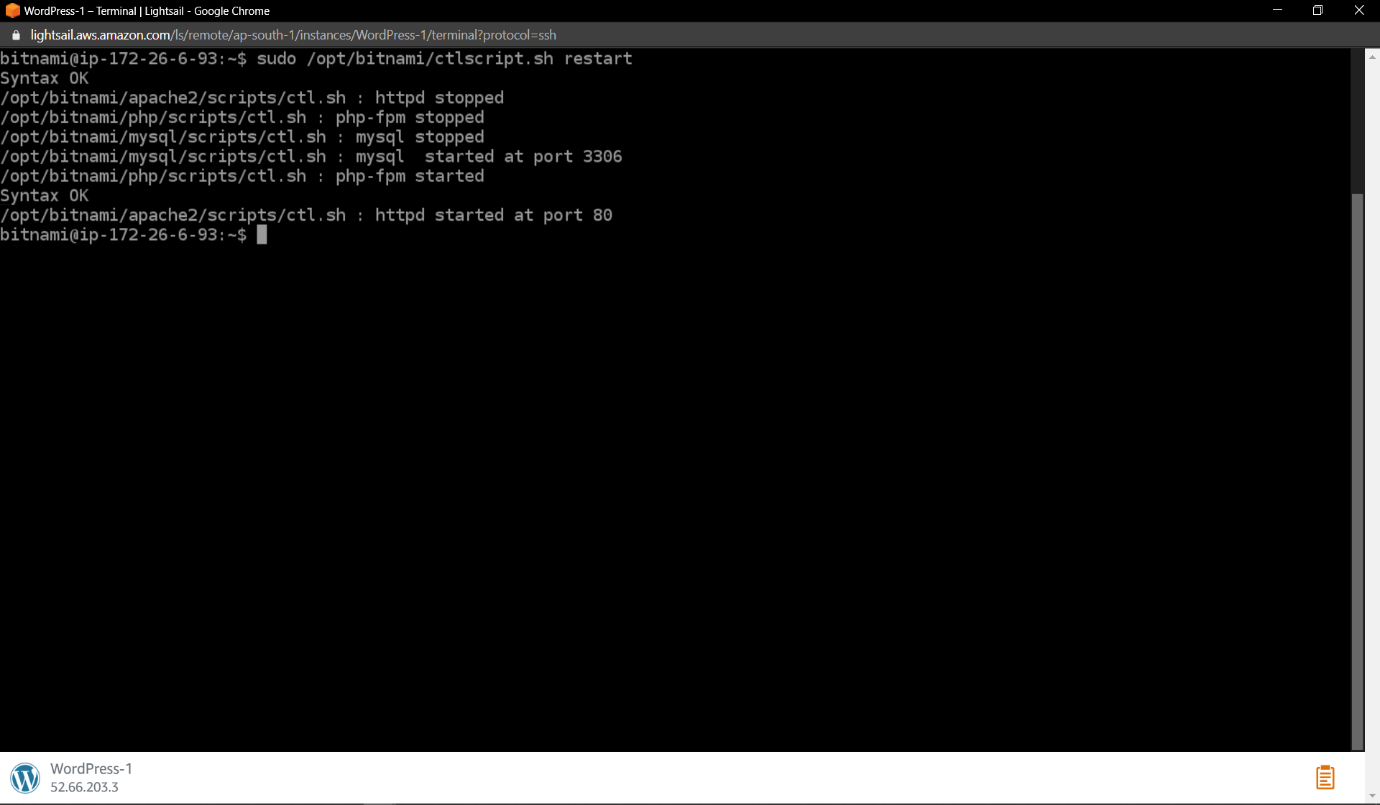 WordPress-1 – Terminal | Lightsail - Google Chrome
lightsail.aws.amazon.com/ls/remote/ap-south-1/instances/WordPress-1/terminal?protocol=ssh
bitnami@ip-172-26-6-93:~$ sudo /opt/bitnami/ctlscript.sh restart
Syntax OK
/opt/bitnami/apache2/scripts/ctl.sh : httpd stopped
/opt/bitnami/php/scripts/ctl.sh : php-fpm stopped
/opt/bitnami/mysql/scripts/ctl.sh : mysql stopped
/opt/bitnami/mysql/scripts/ctl.sh : mysql  started at port 3306
/opt/bitnami/php/scripts/ctl.sh : php-fpm started
Syntax OK
/opt/bitnami/apache2/scripts/ctl.sh : httpd started at port 80
bitnami@ip-172-26-6-93:~$
WordPress-1
52.66.203.3